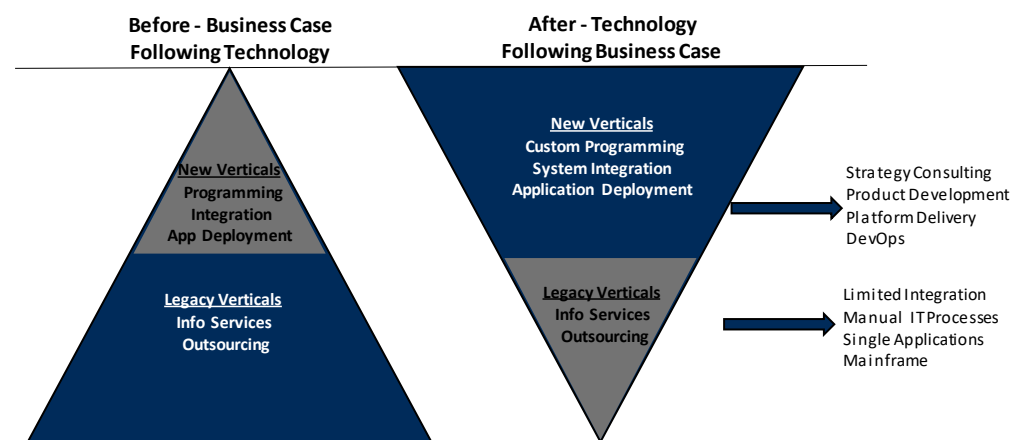 Before - Business Case
Following Technology
After - Technology
Following Business Case
New Verticals
Programming
Integration
App Deployment
Legacy Verticals
Info Services
Outsourcing
New Verticals
Custom Programming
System Integration
Application Deployment
Legacy Verticals
Info Services
Outsourcing
Strategy Consulting
Product Development
Platform Delivery
DevOps
Limited Integration
Manual IT Processes
Single Applications
Mainframe